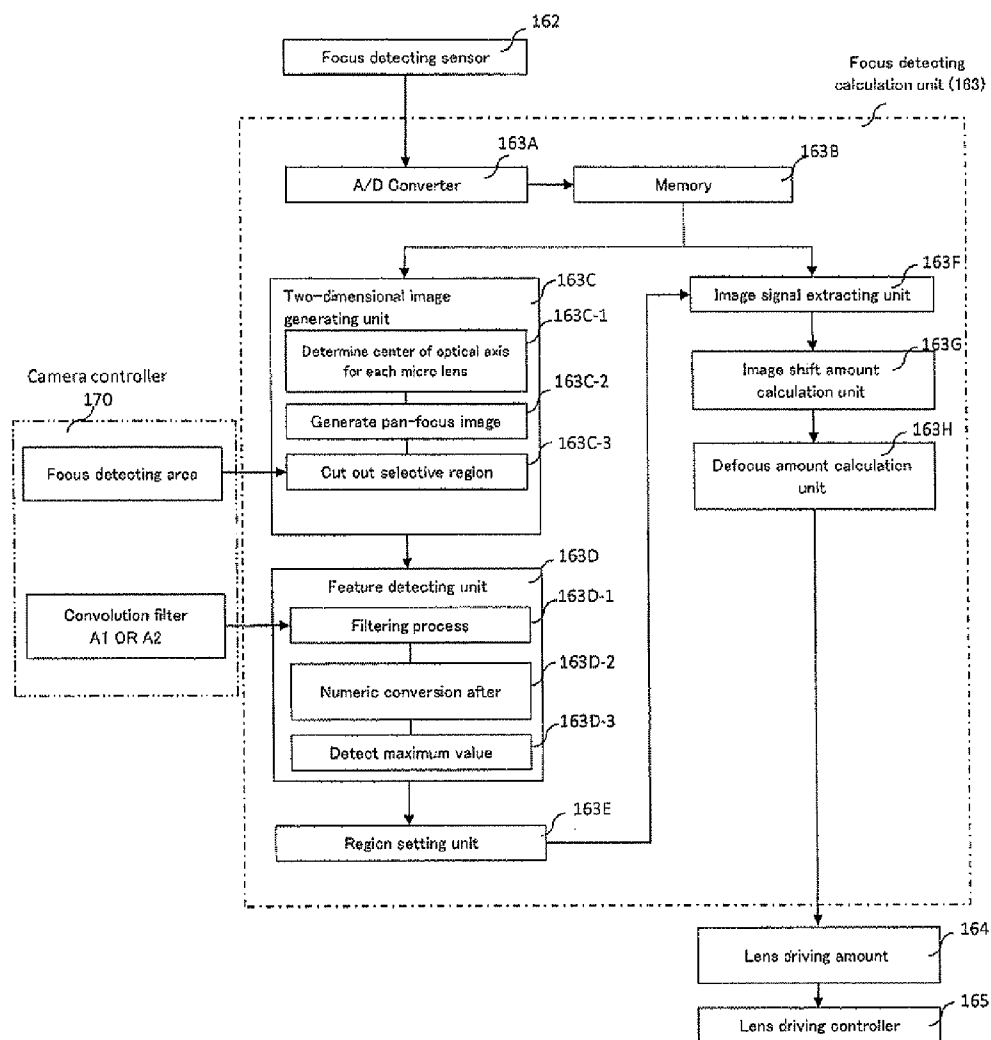 162
Focus detecting sensor
Focus detecting
calculation unit (163)
163A
A/D Converter
163B
Memory
163C
Two-dimensional image
generating unit
163C-1
Determine center of optical axis
for each micro lens
163C-2
Generate pan-focus image
163C-3
Cut out selective region
163F
Image signal extracting unit
163G
Image shift amount
calculation unit
163H
Defocus amount calculation
unit
Camera controller
170
Focus detecting area
Convolution filter
A1 OR A2
163D
Feature detecting unit
163D-1
Filtering process
163D-2
Numeric conversion after
163D-3
Detect maximum value
163E
Region setting unit
164
Lens driving amount
165
Lens driving controller